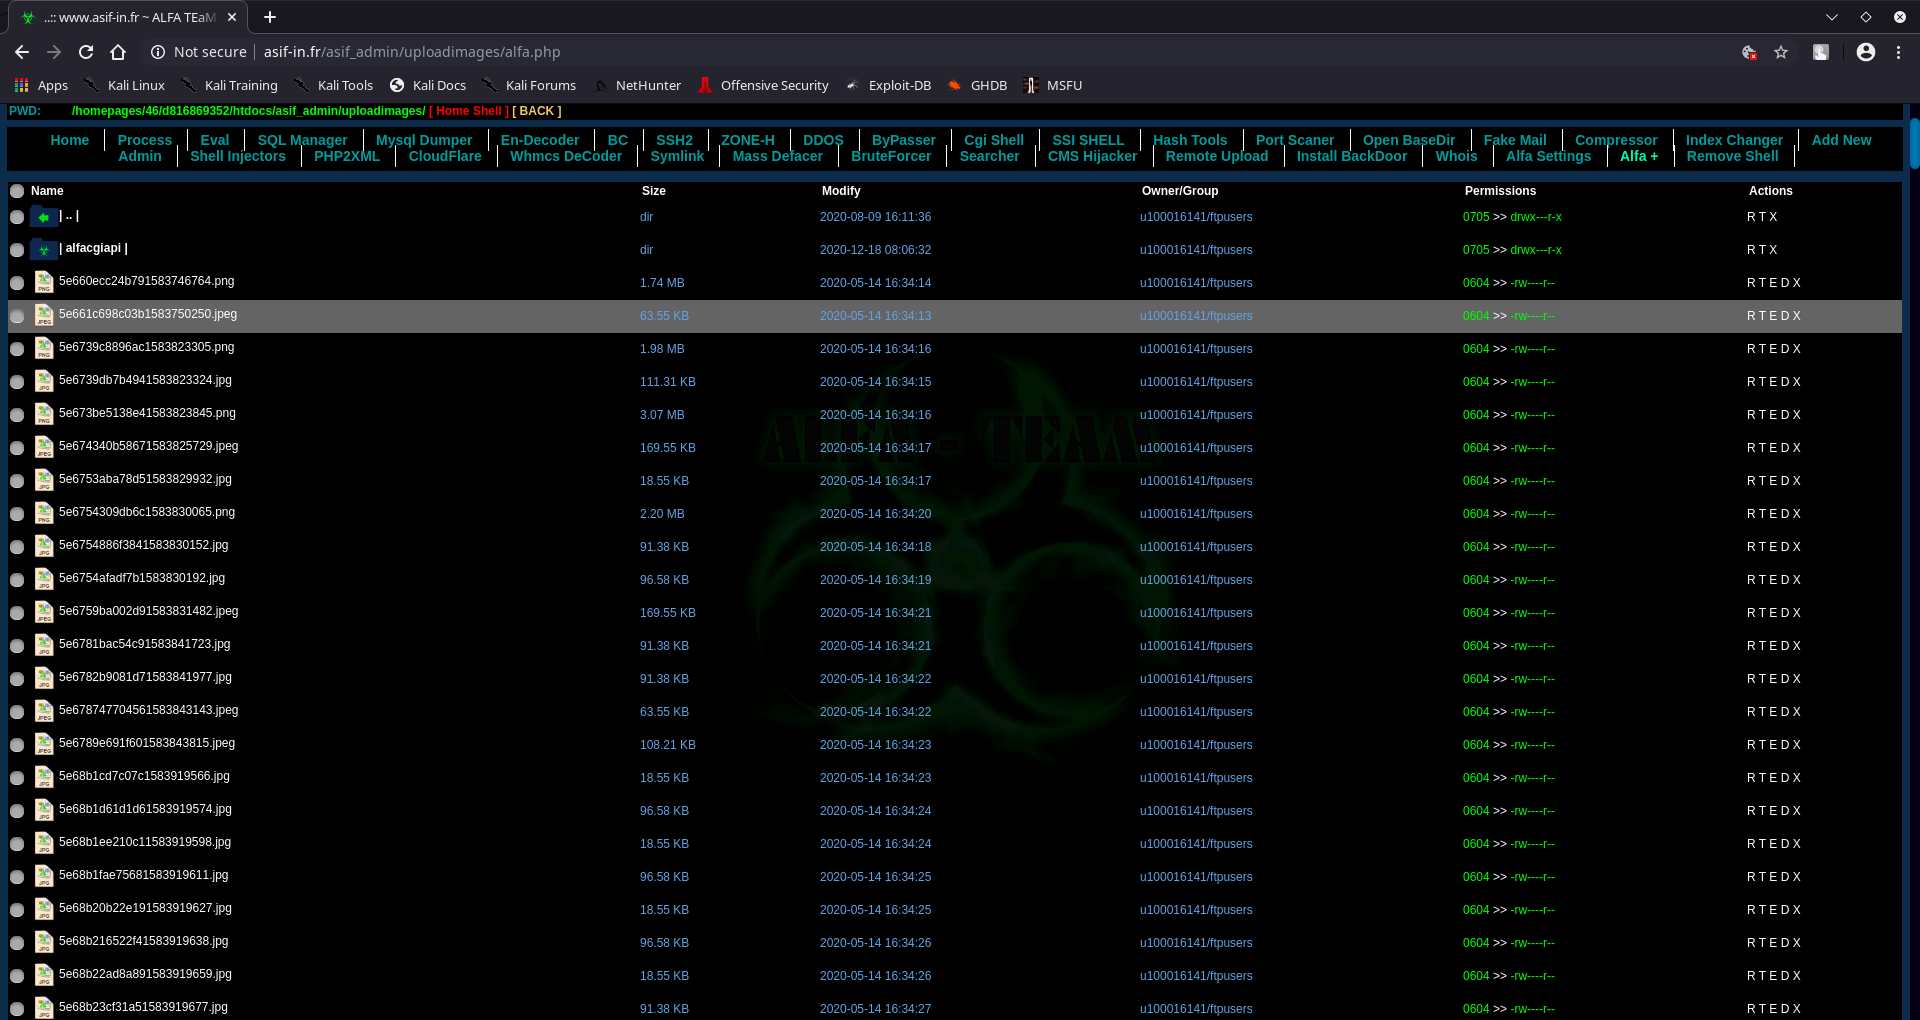 ..:: www.asif-in.fr ~ ALFA TEaM
Not secure | asif-in.fr/asif_admin/uploadimages/alfa.php
Apps Kali Linux Kali Training Kali Tools Kali Docs Kali Forums NetHunter Offensive Security Exploit-DB GHDB MSFU
PWD: /homepages/46/d816869352/htdocs/asif_admin/uploadimages/ [ Home Shell ] [ BACK ]
Home | Process | Eval | SQL Manager | Mysql Dumper | En-Decoder | BC | SSH2 | ZONE-H | DDOS | ByPasser | Cgi Shell | SSI SHELL | Hash Tools | Port Scaner | Open BaseDir | Fake Mail | Compressor | Index Changer | Add New
Admin | Shell Injectors | PHP2XML | CloudFlare | Whmcs DeCoder | Symlink | Mass Defacer | BruteForcer | Searcher | CMS Hijacker | Remote Upload | Install BackDoor | Whois | Alfa Settings | Alfa + | Remove Shell |
Name Size Modify Owner/Group Permissions Actions
| .. | dir 2020-08-09 16:11:36 u100016141/ftpusers 0705 >> drwx---r-x R T X
| alfacgiapi | dir 2020-12-18 08:06:32 u100016141/ftpusers 0705 >> drwx---r-x R T X
5e660ecc24b791583746764.png 1.74 MB 2020-05-14 16:34:14 u100016141/ftpusers 0604 >> -rw----r-- R T E D X
5e661c698c03b1583750250.jpeg 63.55 KB 2020-05-14 16:34:13 u100016141/ftpusers 0604 >> -rw----r-- R T E D X
5e6739c8896ac1583823305.png 1.98 MB 2020-05-14 16:34:16 u100016141/ftpusers 0604 >> -rw----r-- R T E D X
5e6739db7b4941583823324.jpg 111.31 KB 2020-05-14 16:34:15 u100016141/ftpusers 0604 >> -rw----r-- R T E D X
5e673be5138e41583823845.png 3.07 MB 2020-05-14 16:34:16 u100016141/ftpusers 0604 >> -rw----r-- R T E D X
ALFA - TEAM
5e674340b58671583825729.jpeg 169.55 KB 2020-05-14 16:34:17 u100016141/ftpusers 0604 >> -rw----r-- R T E D X
5e6753aba78d51583829932.jpg 18.55 KB 2020-05-14 16:34:17 u100016141/ftpusers 0604 >> -rw----r-- R T E D X
5e6754309db6c1583830065.png 2.20 MB 2020-05-14 16:34:20 u100016141/ftpusers 0604 >> -rw----r-- R T E D X
5e6754886f3841583830152.jpg 91.38 KB 2020-05-14 16:34:18 u100016141/ftpusers 0604 >> -rw----r-- R T E D X
5e6754afadf7b1583830192.jpg 96.58 KB 2020-05-14 16:34:19 u100016141/ftpusers 0604 >> -rw----r-- R T E D X
5e6759ba002d91583831482.jpeg 169.55 KB 2020-05-14 16:34:21 u100016141/ftpusers 0604 >> -rw----r-- R T E D X
5e6781bac54c91583841723.jpg 91.38 KB 2020-05-14 16:34:21 u100016141/ftpusers 0604 >> -rw----r-- R T E D X
5e6782b9081d71583841977.jpg 91.38 KB 2020-05-14 16:34:22 u100016141/ftpusers 0604 >> -rw----r-- R T E D X
5e678747704561583843143.jpeg 63.55 KB 2020-05-14 16:34:22 u100016141/ftpusers 0604 >> -rw----r-- R T E D X
5e6789e691f601583843815.jpeg 108.21 KB 2020-05-14 16:34:23 u100016141/ftpusers 0604 >> -rw----r-- R T E D X
5e68b1cd7c07c1583919566.jpg 18.55 KB 2020-05-14 16:34:23 u100016141/ftpusers 0604 >> -rw----r-- R T E D X
5e68b1d61d1d61583919574.jpg 96.58 KB 2020-05-14 16:34:24 u100016141/ftpusers 0604 >> -rw----r-- R T E D X
5e68b1ee210c11583919598.jpg 18.55 KB 2020-05-14 16:34:24 u100016141/ftpusers 0604 >> -rw----r-- R T E D X
5e68b1fae75681583919611.jpg 96.58 KB 2020-05-14 16:34:25 u100016141/ftpusers 0604 >> -rw----r-- R T E D X
5e68b20b22e191583919627.jpg 18.55 KB 2020-05-14 16:34:25 u100016141/ftpusers 0604 >> -rw----r-- R T E D X
5e68b216522f41583919638.jpg 96.58 KB 2020-05-14 16:34:26 u100016141/ftpusers 0604 >> -rw----r-- R T E D X
5e68b22ad8a891583919659.jpg 18.55 KB 2020-05-14 16:34:26 u100016141/ftpusers 0604 >> -rw----r-- R T E D X
5e68b23cf31a51583919677.jpg 91.38 KB 2020-05-14 16:34:27 u100016141/ftpusers 0604 >> -rw----r-- R T E D X